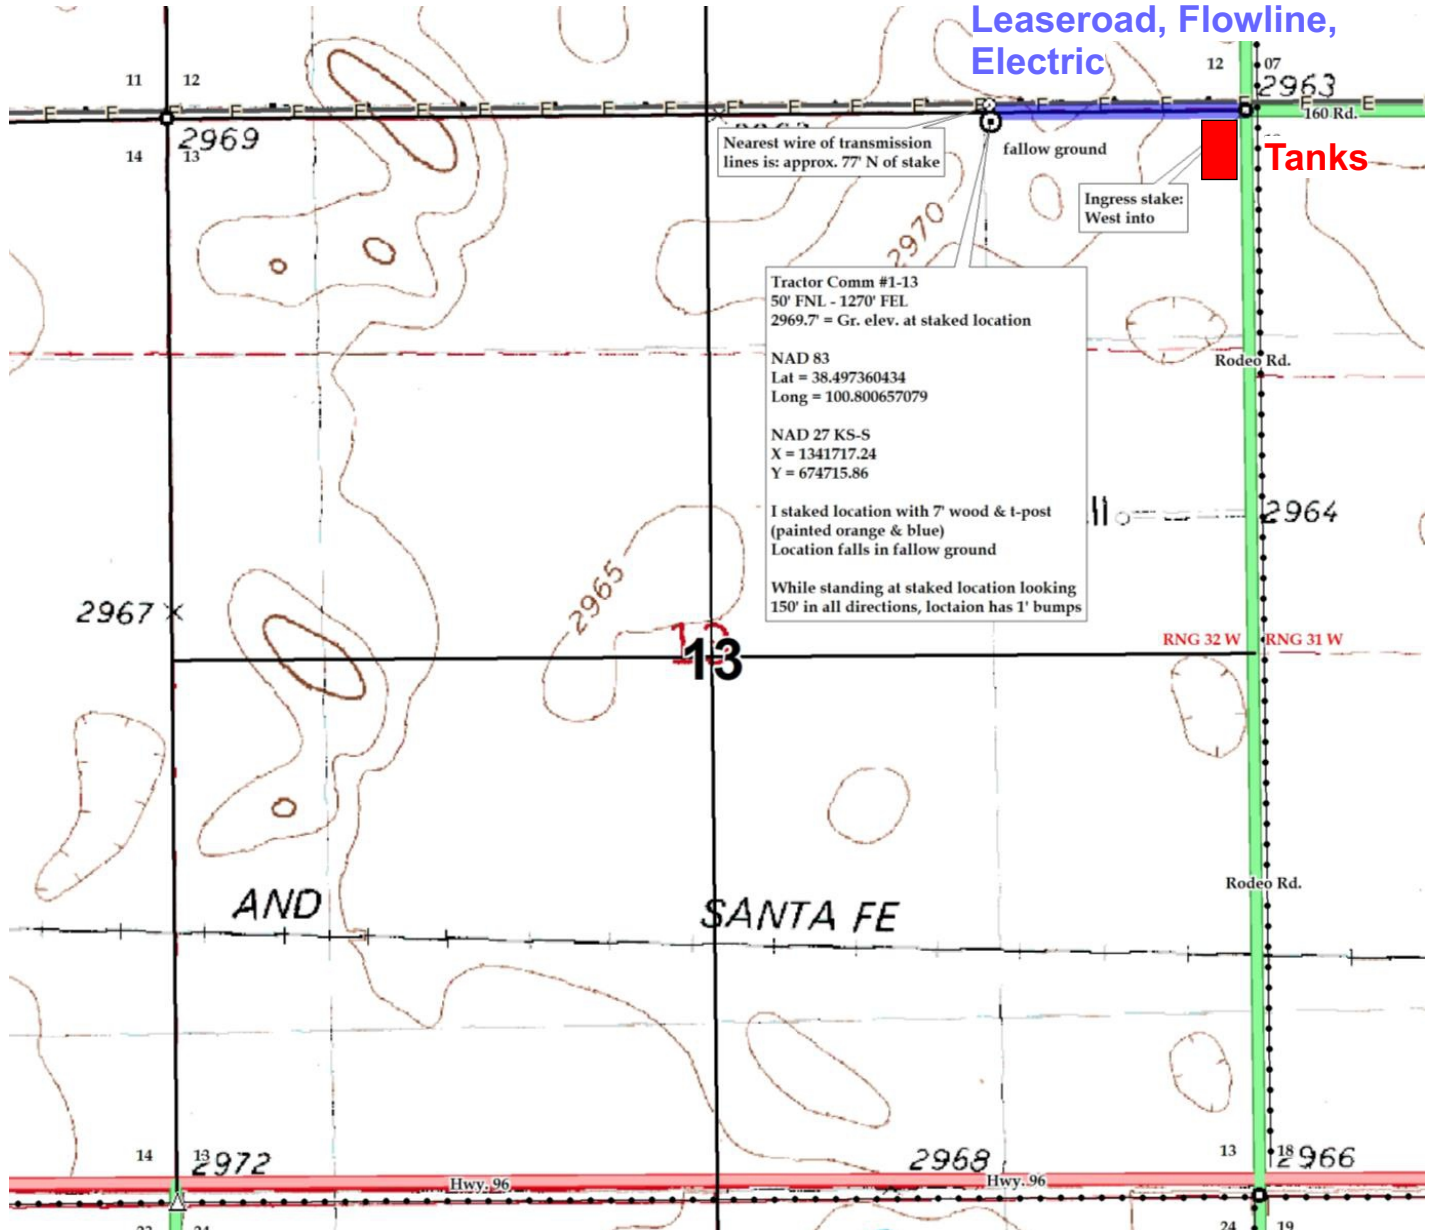 Leaseroad, Flowline,
Electric
11 12
12 07
2963
E E E E E E E E E E E E E E E E E E E E E E
160 Rd.
2969
14 13
Nearest wire of transmission
lines is: approx. 77' N of stake
fallow ground
Tanks
Ingress stake:
West into
2970
Tractor Comm #1-13
50' FNL - 1270' FEL
2969.7' = Gr. elev. at staked location
NAD 83
Lat = 38.497360434
Long = 100.800657079
NAD 27 KS-S
X = 1341717.24
Y = 674715.86
I staked location with 7' wood & t-post
(painted orange & blue)
Location falls in fallow ground
While standing at staked location looking
150' in all directions, loctaion has 1' bumps
Rodeo Rd.
2964
2965
2967
13
RNG 32 W RNG 31 W
Rodeo Rd.
AND SANTA FE
14 13
2972
2968
13 18
2966
Hwy. 96 Hwy. 96
24 19